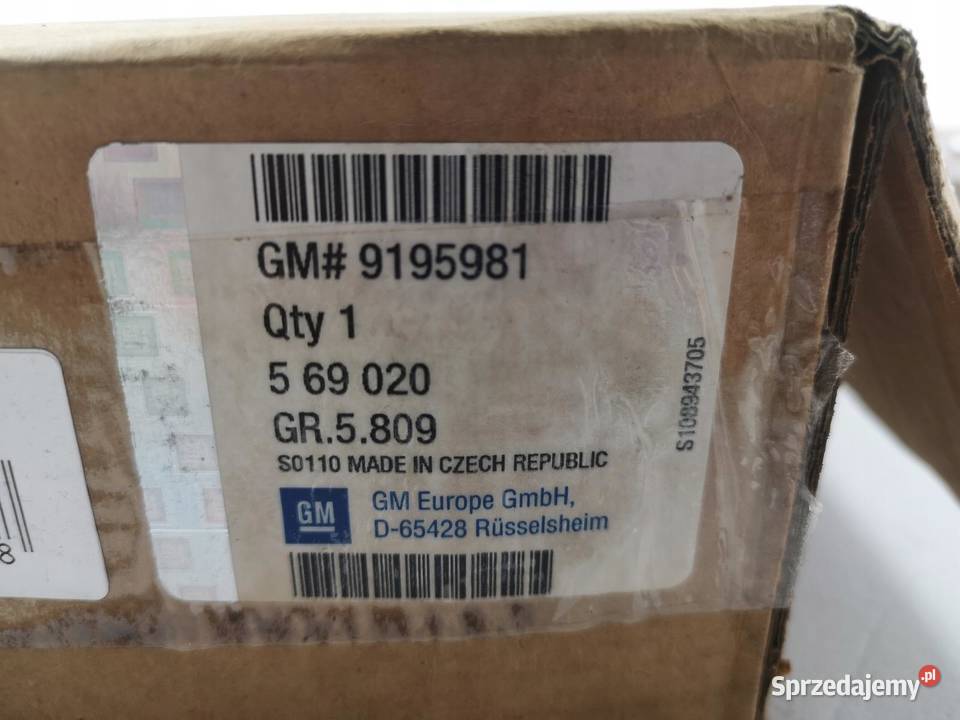 GM# 9195981
Qty 1
5 69 020
GR.5.809
S0110 MADE IN CZECH REPUBLIC
GM
GM Europe GmbH,
D-65428 Rüsselsheim
S108943705
8
Sprzedajemy.pl